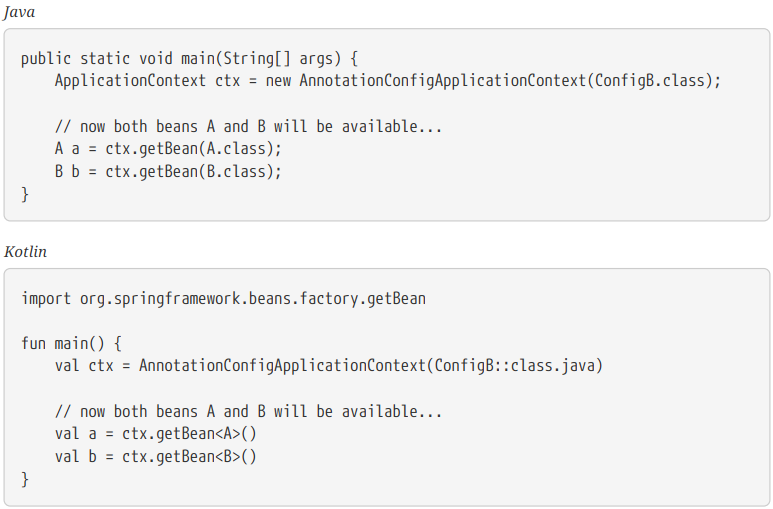 Java
public static void main(String[] args) {
    ApplicationContext ctx = new AnnotationConfigApplicationContext(ConfigB.class);
    // now both beans A and B will be available...
    A a = ctx.getBean(A.class);
    B b = ctx.getBean(B.class);
}
Kotlin
import org.springframework.beans.factory.getBean
fun main() {
    val ctx = AnnotationConfigApplicationContext(ConfigB::class.java)
    // now both beans A and B will be available...
    val a = ctx.getBean<A>()
    val b = ctx.getBean<B>()
}